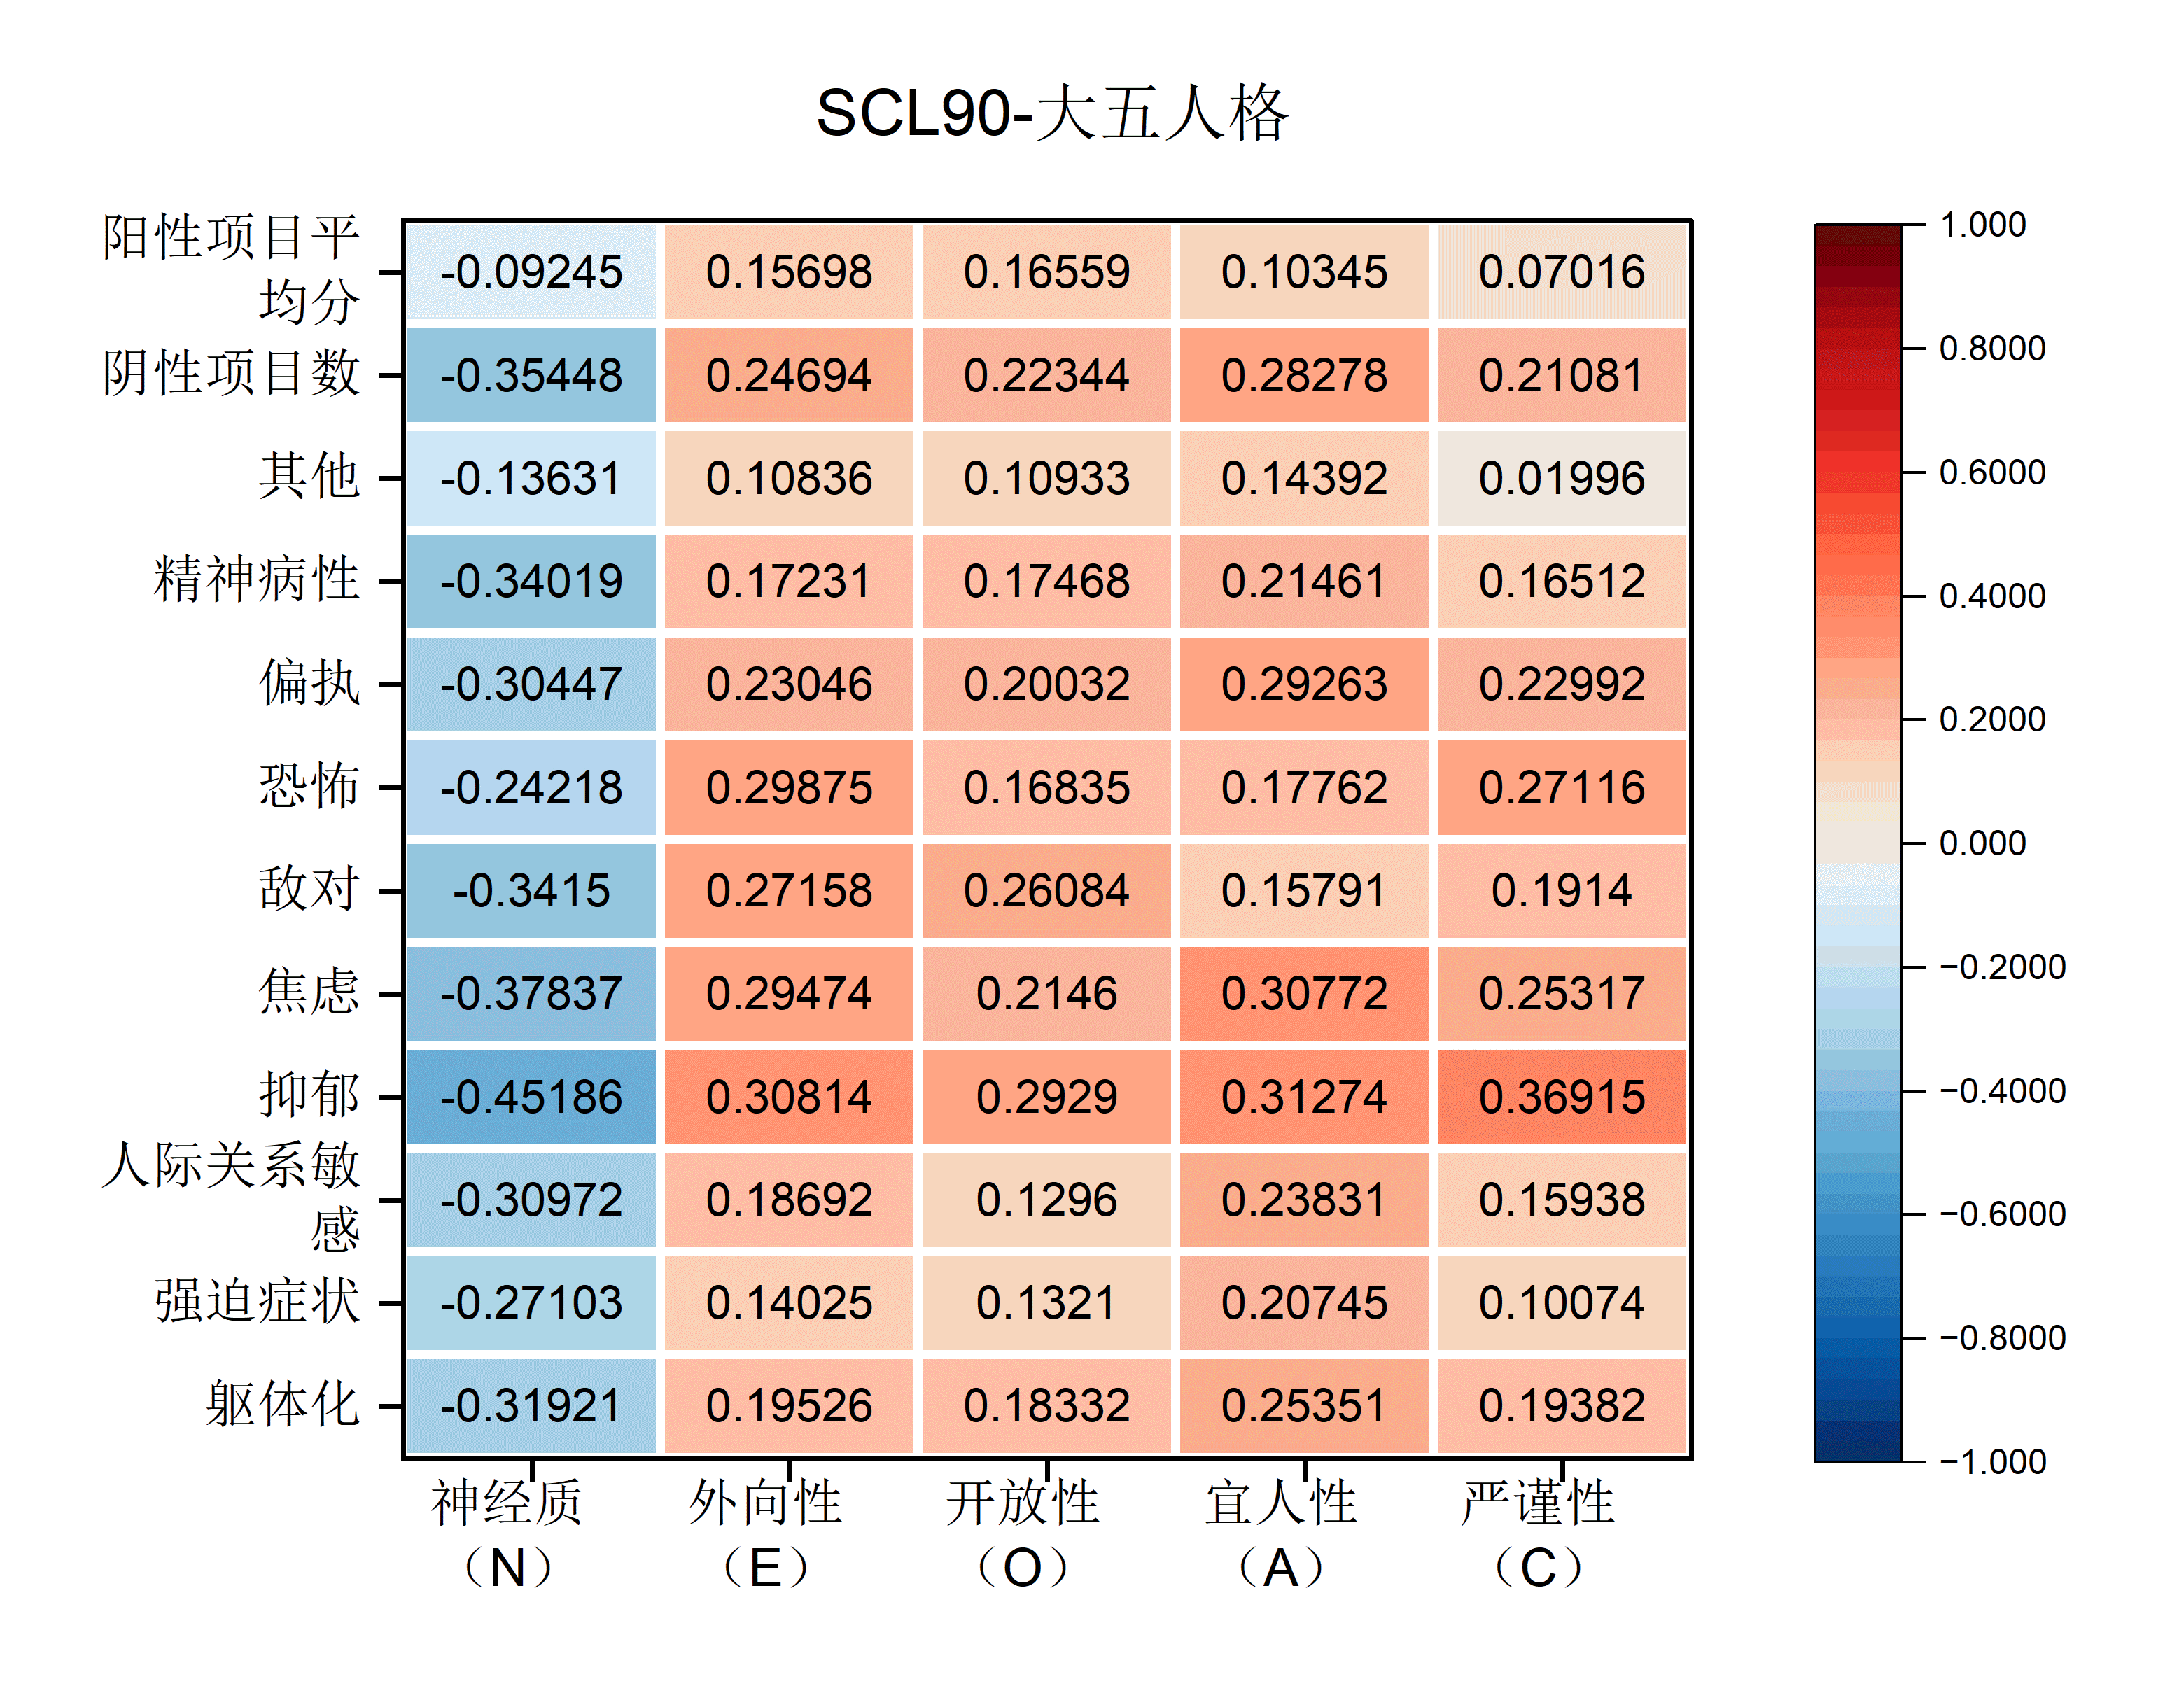 SCL90-大五人格
阳性项目平
均分
-0.09245 0.15698 0.16559 0.10345 0.07016
阴性项目数
-0.35448 0.24694 0.22344 0.28278 0.21081
其他
-0.13631 0.10836 0.10933 0.14392 0.01996
精神病性
-0.34019 0.17231 0.17468 0.21461 0.16512
偏执
-0.30447 0.23046 0.20032 0.29263 0.22992
恐怖
-0.24218 0.29875 0.16835 0.17762 0.27116
敌对
-0.3415 0.27158 0.26084 0.15791 0.1914
焦虑
-0.37837 0.29474 0.2146 0.30772 0.25317
抑郁
-0.45186 0.30814 0.2929 0.31274 0.36915
人际关系敏
感
-0.30972 0.18692 0.1296 0.23831 0.15938
强迫症状
-0.27103 0.14025 0.1321 0.20745 0.10074
躯体化
-0.31921 0.19526 0.18332 0.25351 0.19382
神经质 外向性 开放性 宜人性 严谨性
（N） （E） （O） （A） （C）
1.000
0.8000
0.6000
0.4000
0.2000
0.000
−0.2000
−0.4000
−0.6000
−0.8000
−1.000